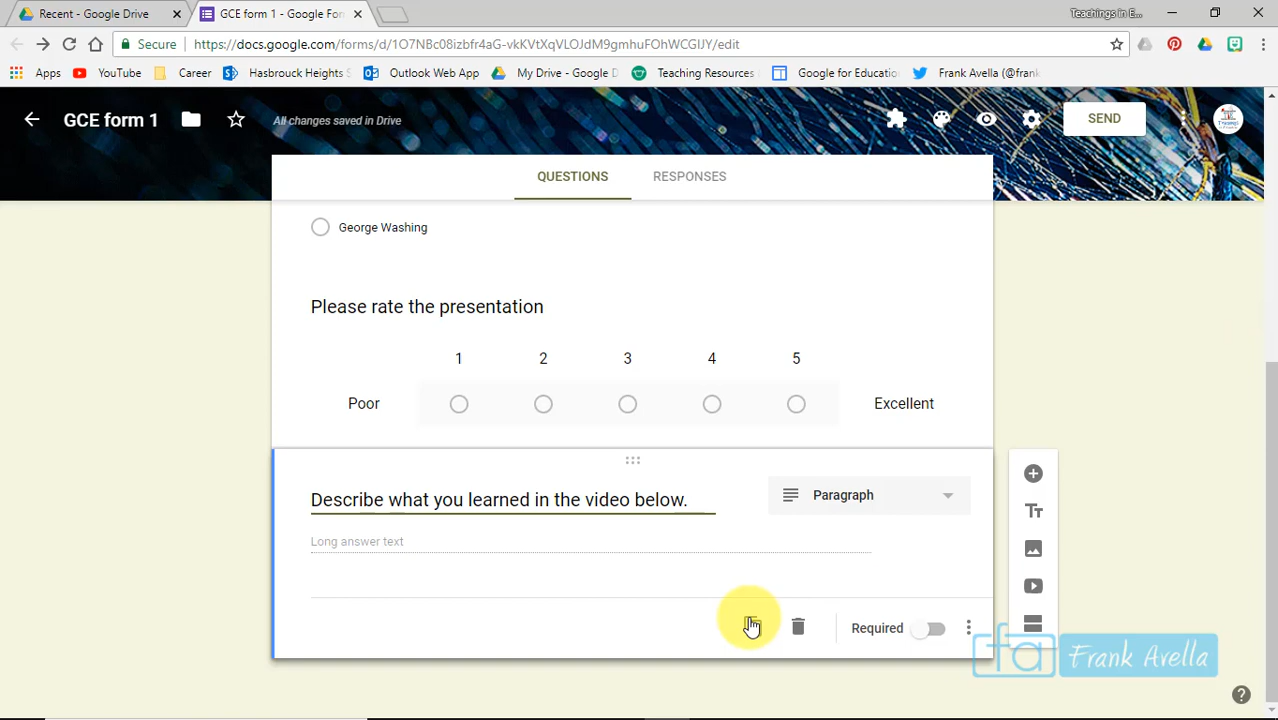 Recent - Google Drive
GCE form 1 - Google For
Teachings in E...
Secure
https://docs.google.com/forms/d/1O7NBc08izbfr4aG-vkKVtXqVLOJdM9gmhuFOhWCGIJY/edit
Apps
YouTube
Career
Hasbrouck Heights S
Outlook Web App
My Drive - Google D
Teaching Resources
Google for Educatio
Frank Avella (@frank
GCE form 1
All changes saved in Drive
SEND
QUESTIONS
RESPONSES
George Washing
Please rate the presentation
1 2 3 4 5
Poor
Excellent
Describe what you learned in the video below.
Paragraph
Long answer text
Required
fa Frank Avella